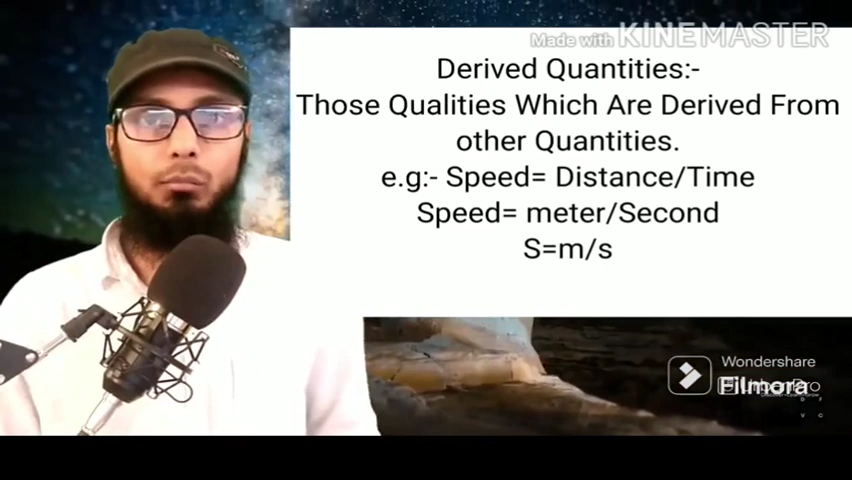 Made with KINEMASTER
Derived Quantities:-
Those Qualities Which Are Derived From
other Quantities.
e.g:- Speed= Distance/Time
Speed= meter/Second
S=m/s
Wondershare
Filmora